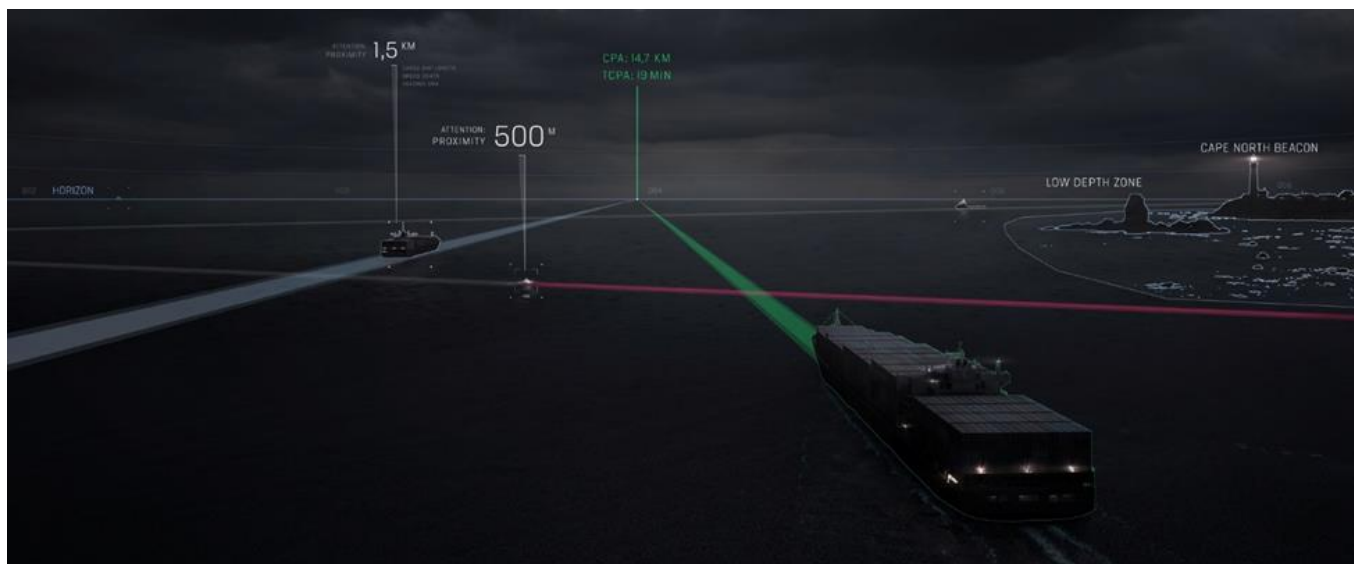 ATTENTION:
PROXIMITY 1,5 KM
CPA: 14,7 KM
TCPA: 19 MIN
ATTENTION:
PROXIMITY 500 M
CAPE NORTH BEACON
LOW DEPTH ZONE
HORIZON